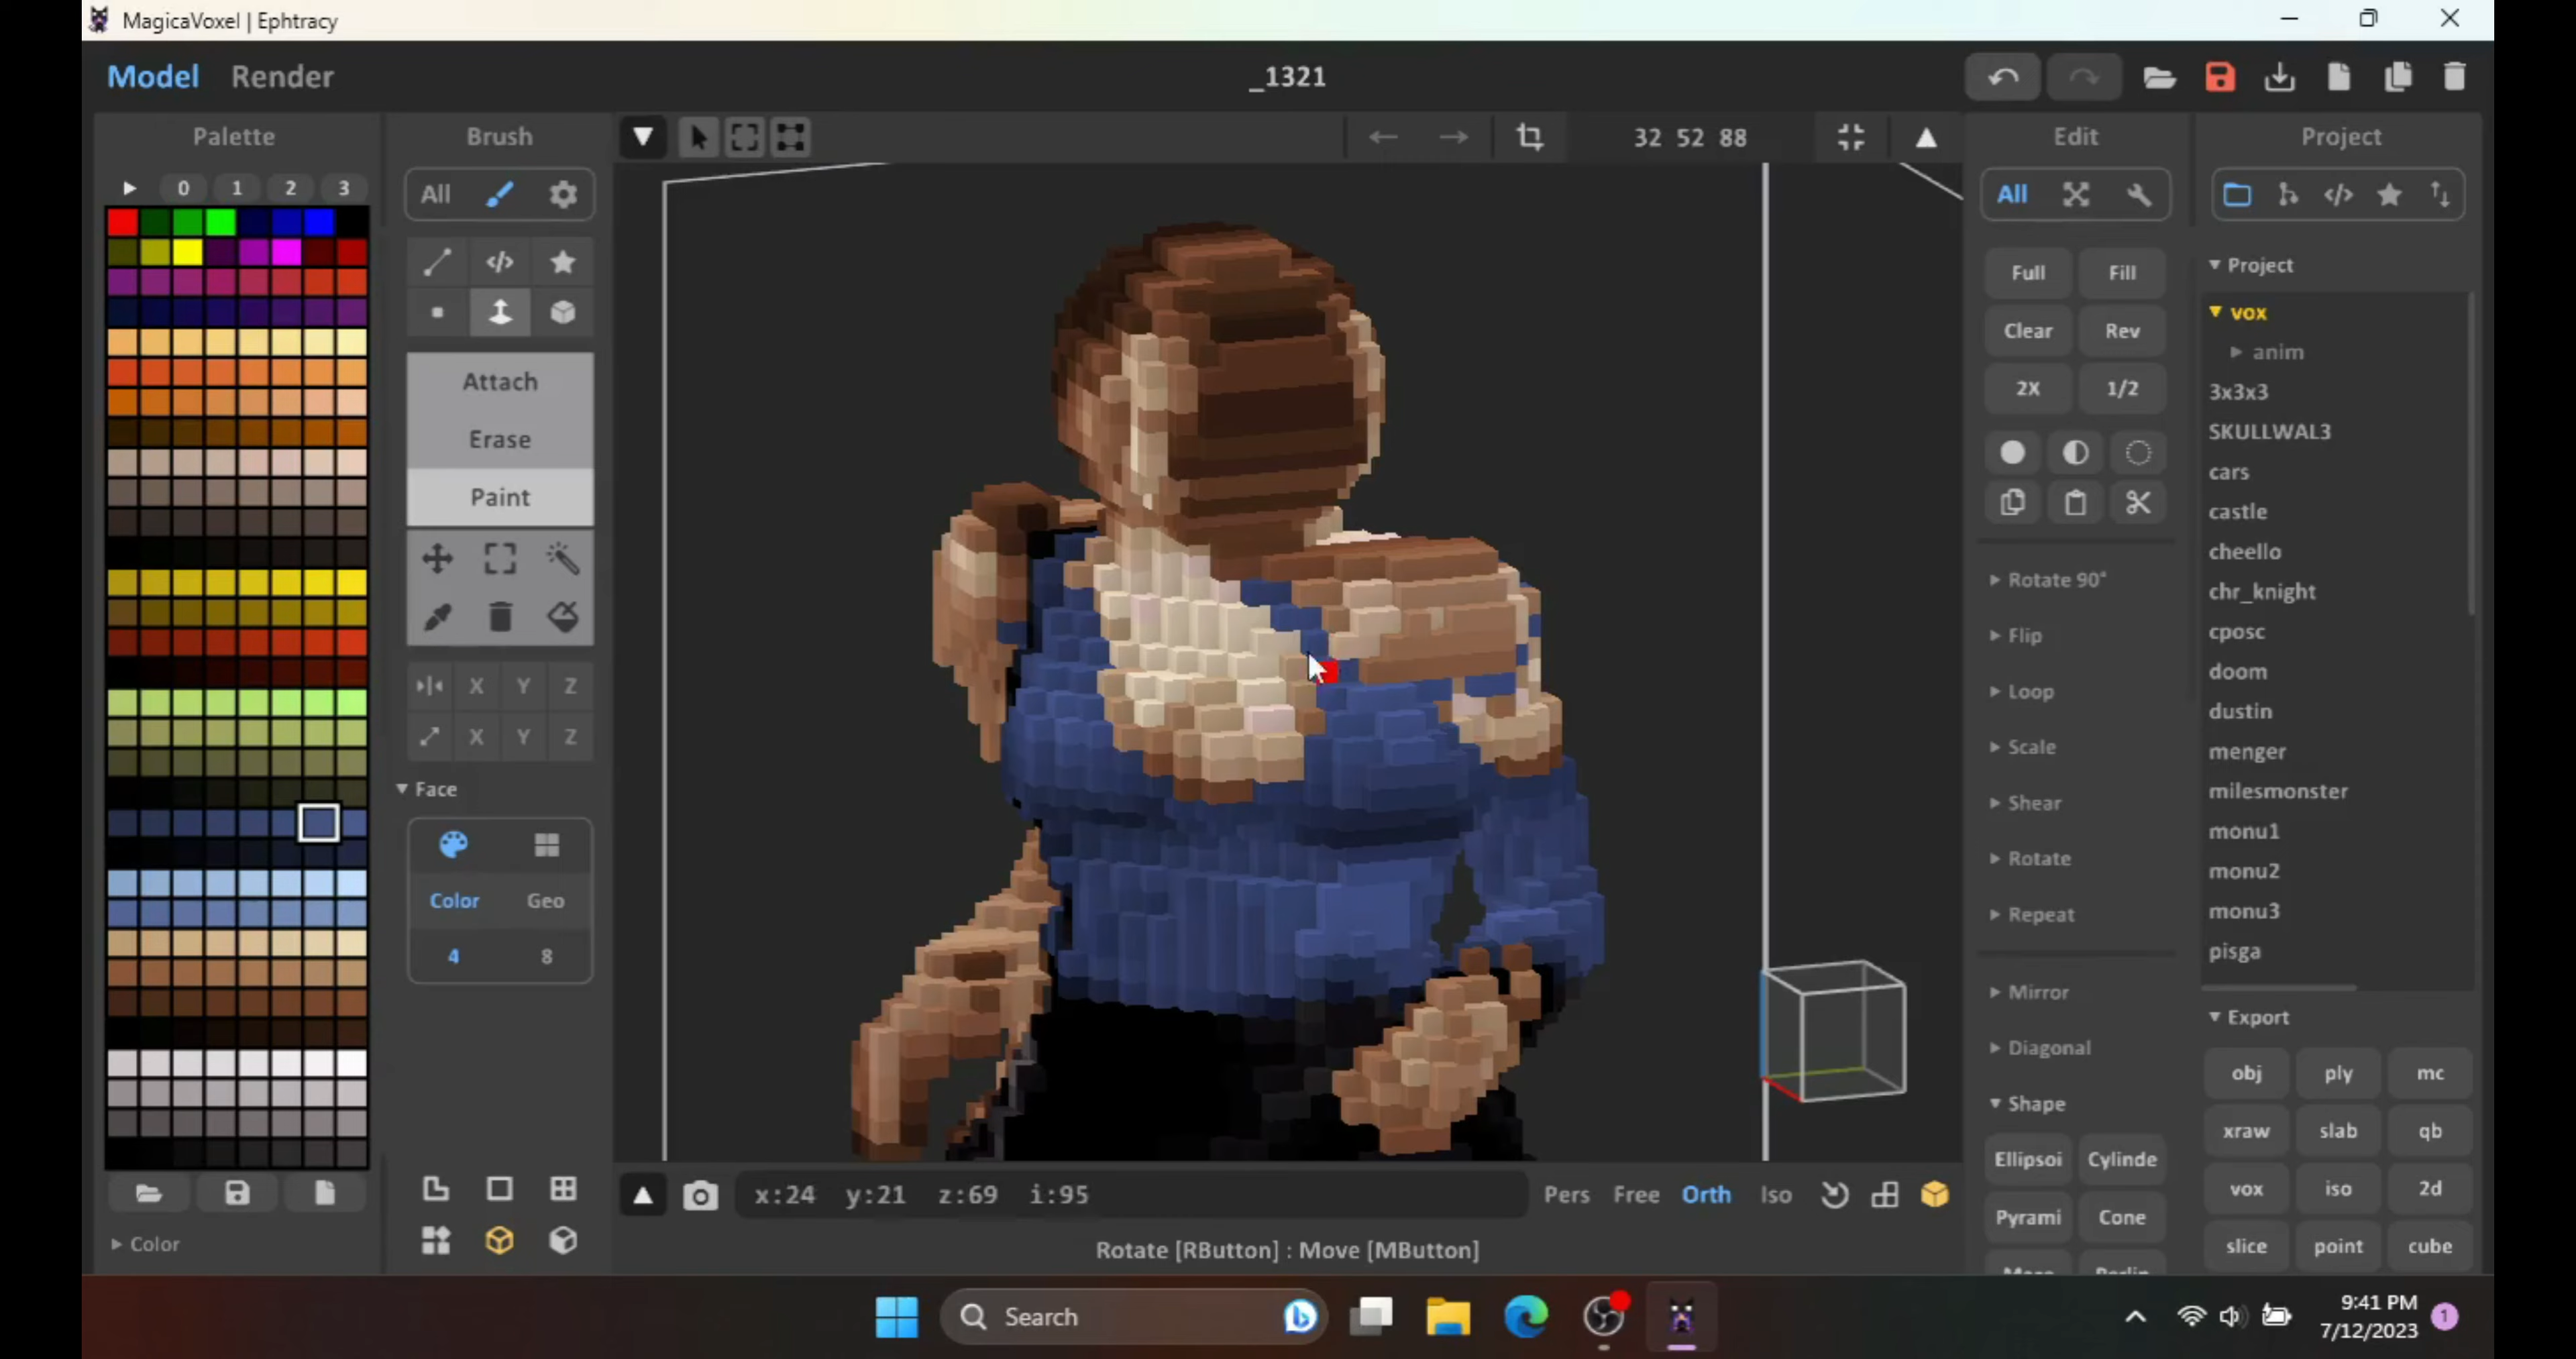 MagicaVoxel | Ephtracy
Model Render
_1321
Palette
Brush
32 52 88
Edit
Project
0 1 2 3
All
All
Full Fill
Clear Rev
2X 1/2
Attach
Erase
Paint
X Y Z
X Y Z
Face
Color Geo
4 8
Rotate 90°
Flip
Loop
Scale
Shear
Rotate
Repeat
Mirror
Diagonal
Shape
Ellipsoi Cylinde
Pyrami Cone
Project
vox
anim
3x3x3
SKULLWAL3
cars
castle
cheello
chr_knight
cposc
doom
dustin
menger
milesmonster
monu1
monu2
monu3
pisga
Export
obj ply mc
xraw slab qb
vox iso 2d
slice point cube
Color
x:24 y:21 z:69 i:95
Pers Free Orth Iso
Rotate [RButton] : Move [MButton]
Search
9:41 PM
7/12/2023
1